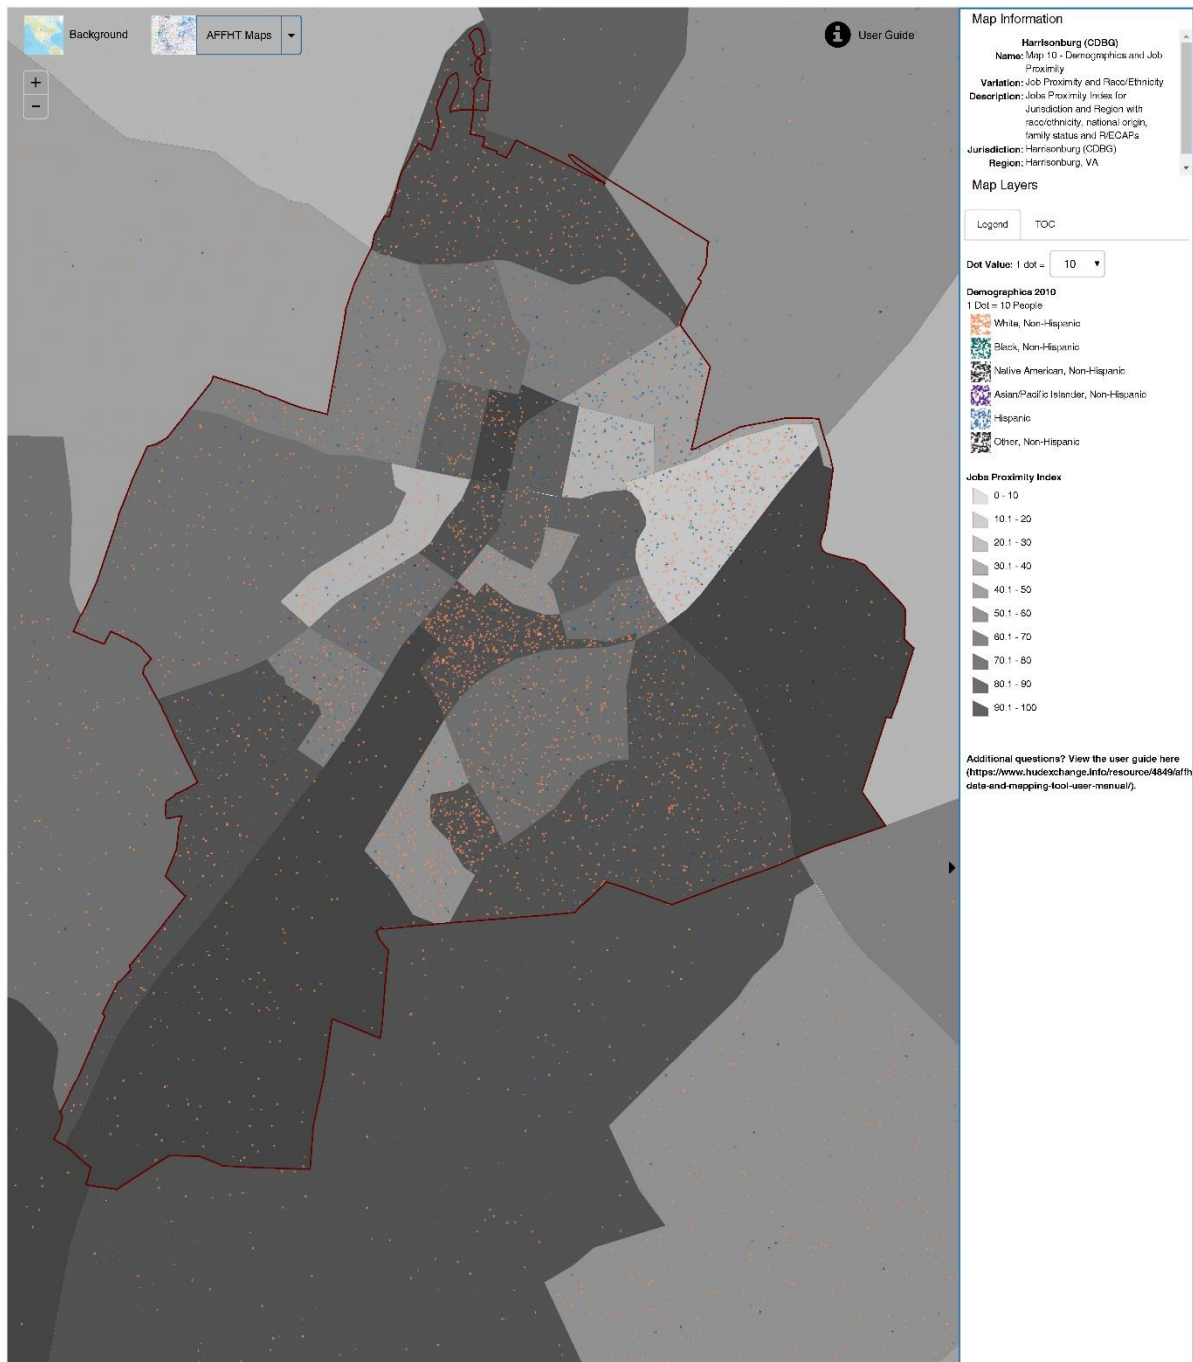 Background
AFFHT Maps
User Guide
+
−
Map Information
Harrisonburg (CDBG)
Name: Map 10 - Demographics and Job
Proximity
Variation: Job Proximity and Race/Ethnicity
Description: Jobs Proximity Index for
Jurisdiction and Region with
race/ethnicity, national origin,
family status and R/ECAPs
Jurisdiction: Harrisonburg (CDBG)
Region: Harrisonburg, VA
Map Layers
Legend TOC
Dot Value: 1 dot = 10
Demographics 2010
1 Dot = 10 People
White, Non-Hispanic
Black, Non-Hispanic
Native American, Non-Hispanic
Asian/Pacific Islander, Non-Hispanic
Hispanic
Other, Non-Hispanic
Jobs Proximity Index
0 - 10
10.1 - 20
20.1 - 30
30.1 - 40
40.1 - 50
50.1 - 60
60.1 - 70
70.1 - 80
80.1 - 90
90.1 - 100
Additional questions? View the user guide here
(https://www.hudexchange.info/resource/4849/affh
data-and-mapping-tool-user-manual/).